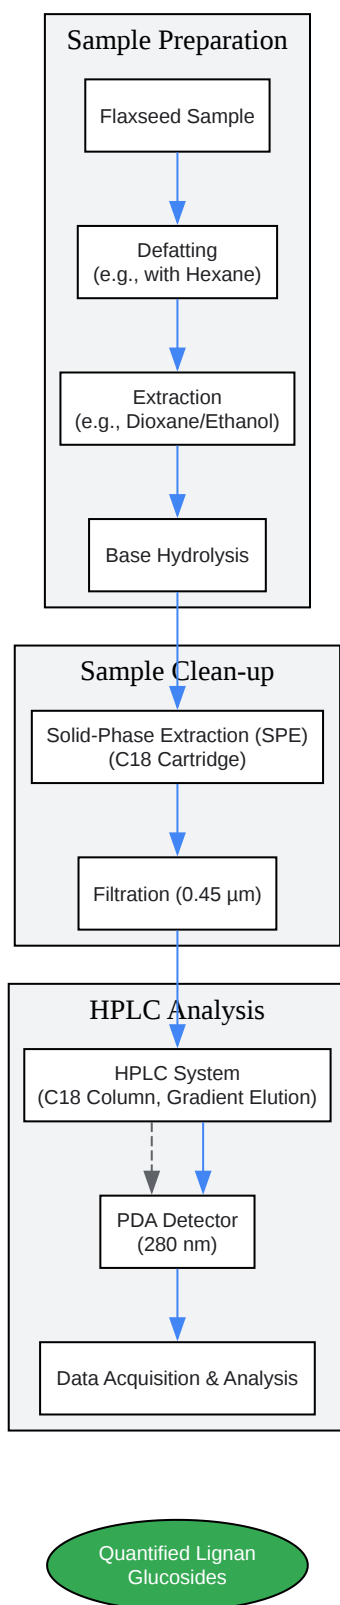 Sample Preparation
Flaxseed Sample
Defatting
(e.g., with Hexane)
Extraction
(e.g., Dioxane/Ethanol)
Base Hydrolysis
Sample Clean-up
Solid-Phase Extraction (SPE)
(C18 Cartridge)
Filtration (0.45 µm)
HPLC Analysis
HPLC System
(C18 Column, Gradient Elution)
PDA Detector
(280 nm)
Data Acquisition & Analysis
Quantified Lignan
Glucosides